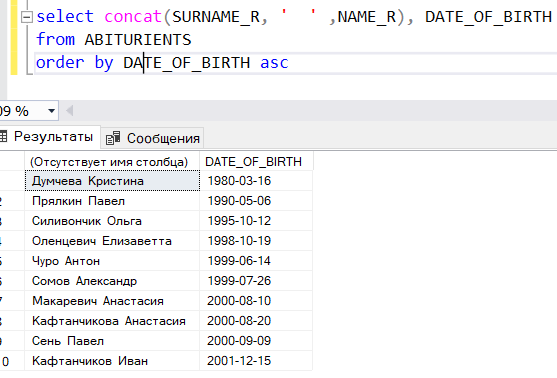 select concat(SURNAME_R, '  ' ,NAME_R), DATE_OF_BIRTH
from ABITURIENTS
order by DATE_OF_BIRTH asc
09 %
Результаты Сообщения
(Отсутствует имя столбца) DATE_OF_BIRTH
Думчева Кристина 1980-03-16
2 Прялкин Павел 1990-05-06
3 Силивончик Ольга 1995-10-12
4 Оленцевич Елизаветта 1998-10-19
5 Чуро Антон 1999-06-14
6 Сомов Александр 1999-07-26
7 Макаревич Анастасия 2000-08-10
8 Кафтанчикова Анастасия 2000-08-20
9 Сень Павел 2000-09-09
0 Кафтанчиков Иван 2001-12-15